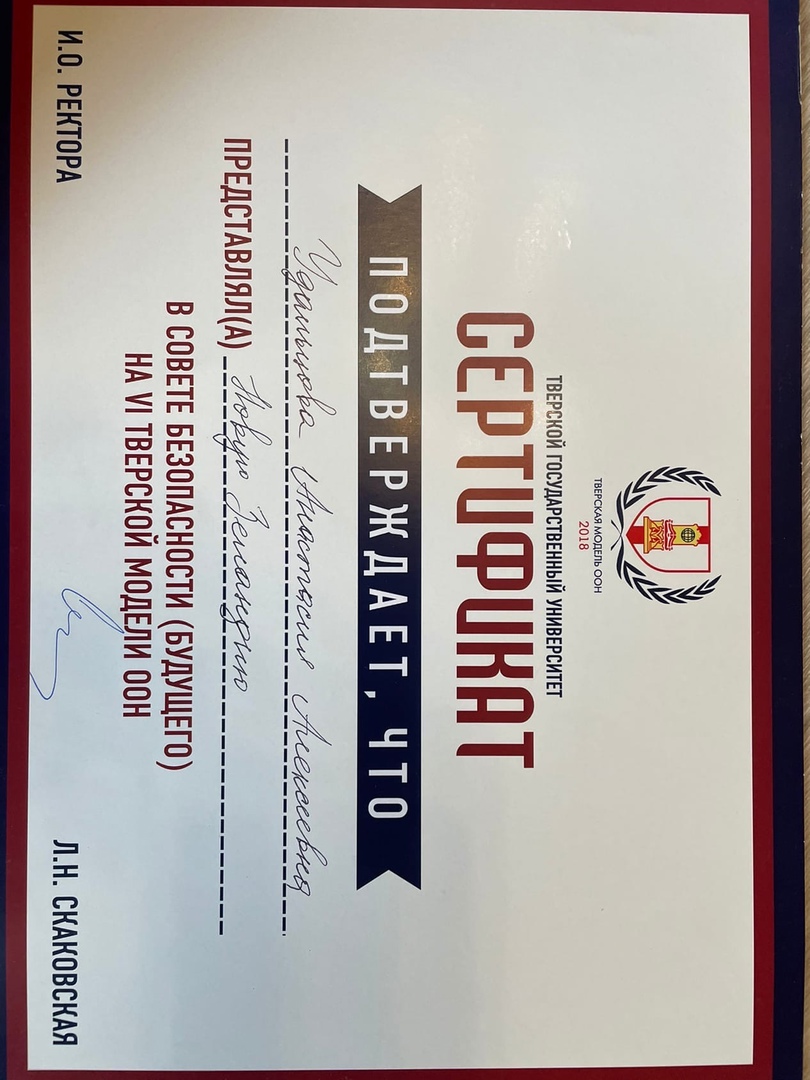 ТВЕРСКАЯ МОДЕЛЬ ООН
2018
ТВЕРСКОЙ ГОСУДАРСТВЕННЫЙ УНИВЕРСИТЕТ
СЕРТИФИКАТ
ПОДТВЕРЖДАЕТ, ЧТО
Удальцова Анастасия Алексеевна
ПРЕДСТАВЛЯЛ(А) Новую Зеландию
В СОВЕТЕ БЕЗОПАСНОСТИ (БУДУЩЕГО)
НА VI ТВЕРСКОЙ МОДЕЛИ ООН
И.О. РЕКТОРА Л.Н. СКАКОВСКАЯ